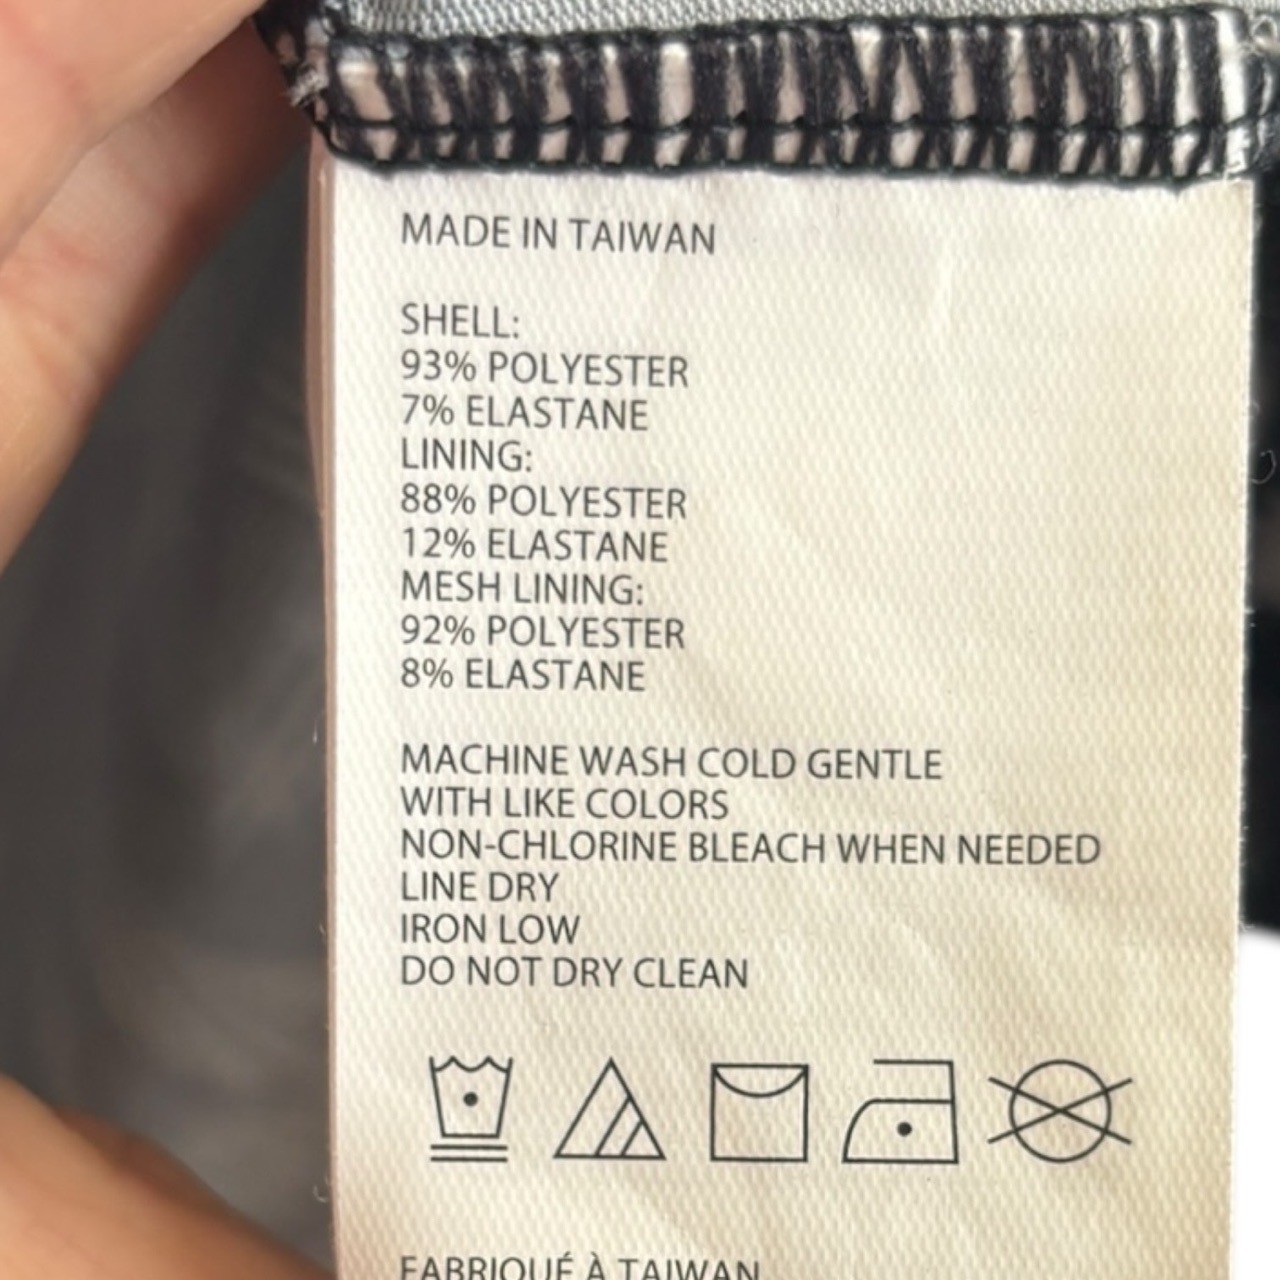 MADE IN TAIWAN
SHELL:
93% POLYESTER
7% ELASTANE
LINING:
88% POLYESTER
12% ELASTANE
MESH LINING:
92% POLYESTER
8% ELASTANE
MACHINE WASH COLD GENTLE
WITH LIKE COLORS
NON-CHLORINE BLEACH WHEN NEEDED
LINE DRY
IRON LOW
DO NOT DRY CLEAN
FABRIQUÉ À TAIWAN